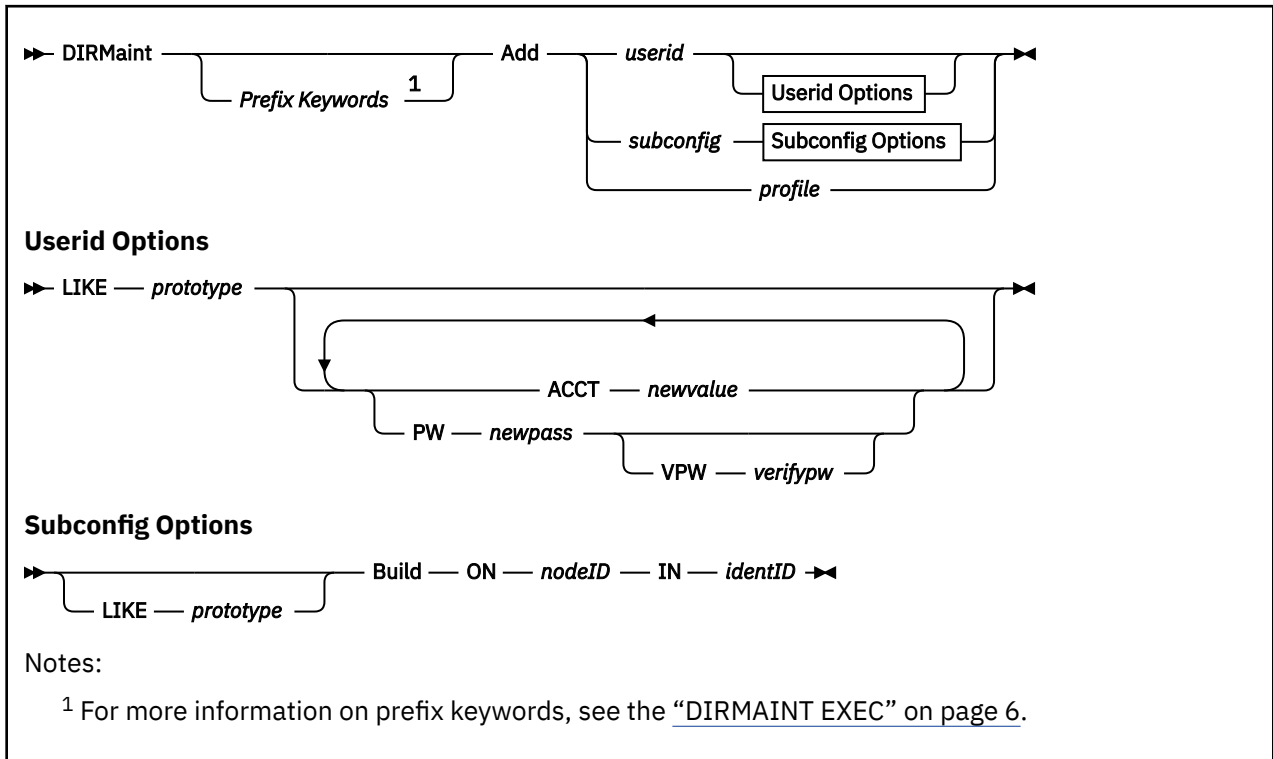 DIRMaint Add userid
Prefix Keywords 1 Userid Options
subconfig Subconfig Options
profile
Userid Options
LIKE prototype
ACCT newvalue
PW newpass
VPW verifypw
Subconfig Options
Build ON nodeID IN identID
LIKE prototype
Notes:
1 For more information on prefix keywords, see the “DIRMAINT EXEC” on page 6.